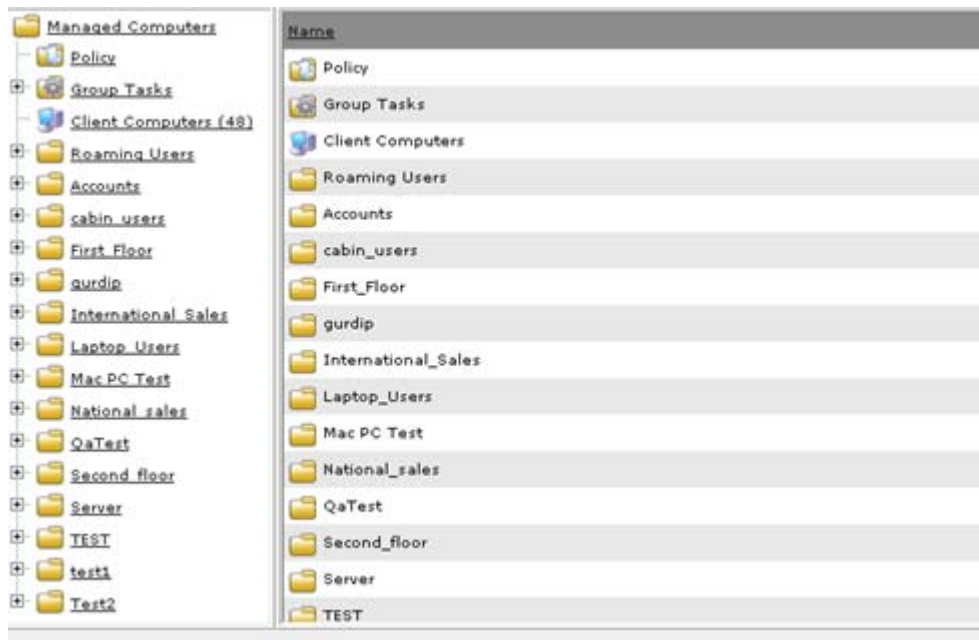 Managed Computers
Policy
Group Tasks
Client Computers (48)
Roaming Users
Accounts
cabin_users
First_Floor
gurdip
International_Sales
Laptop_Users
Mac PC Test
National_sales
QaTest
Second_floor
Server
TEST
test1
Test2
Name
Policy
Group Tasks
Client Computers
Roaming Users
Accounts
cabin_users
First_Floor
gurdip
International_Sales
Laptop_Users
Mac PC Test
National_sales
QaTest
Second_floor
Server
TEST